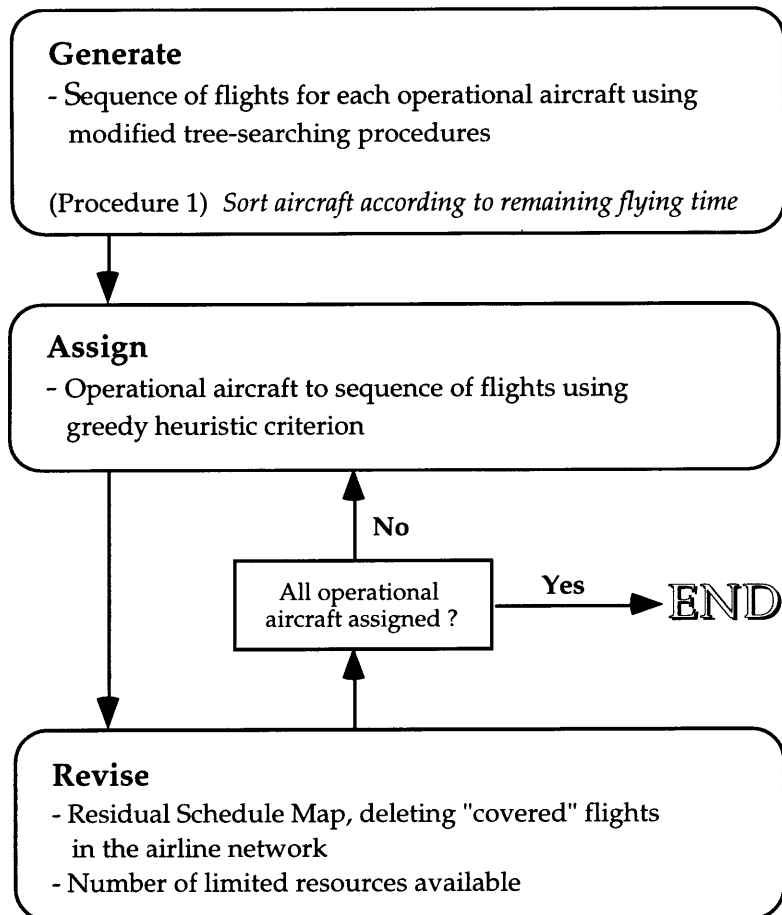 Generate
- Sequence of flights for each operational aircraft using
modified tree-searching procedures
(Procedure 1) Sort aircraft according to remaining flying time
Assign
- Operational aircraft to sequence of flights using
greedy heuristic criterion
No
All operational
aircraft assigned ?
Yes
END
Revise
- Residual Schedule Map, deleting "covered" flights
in the airline network
- Number of limited resources available